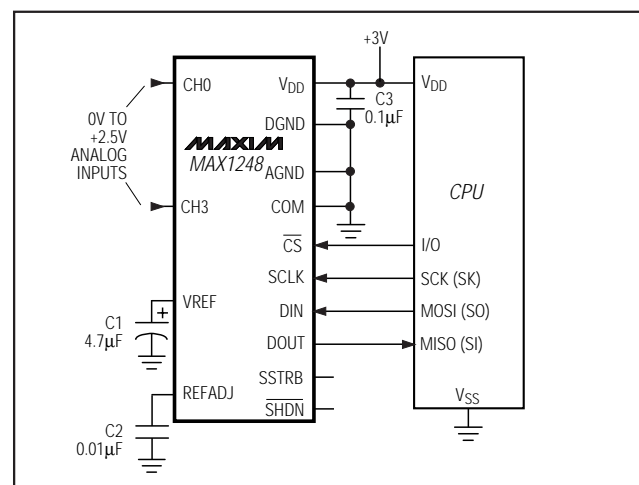 +3V
CH0
VDD
VDD
0V TO
+2.5V
ANALOG
INPUTS
C3
0.1µF
DGND
MAXIM
MAX1248
AGND
CPU
CH3
COM
CS
I/O
SCLK
SCK (SK)
VREF
DIN
MOSI (SO)
+
C1
4.7µF
DOUT
MISO (SI)
REFADJ
SSTRB
SHDN
VSS
C2
0.01µF